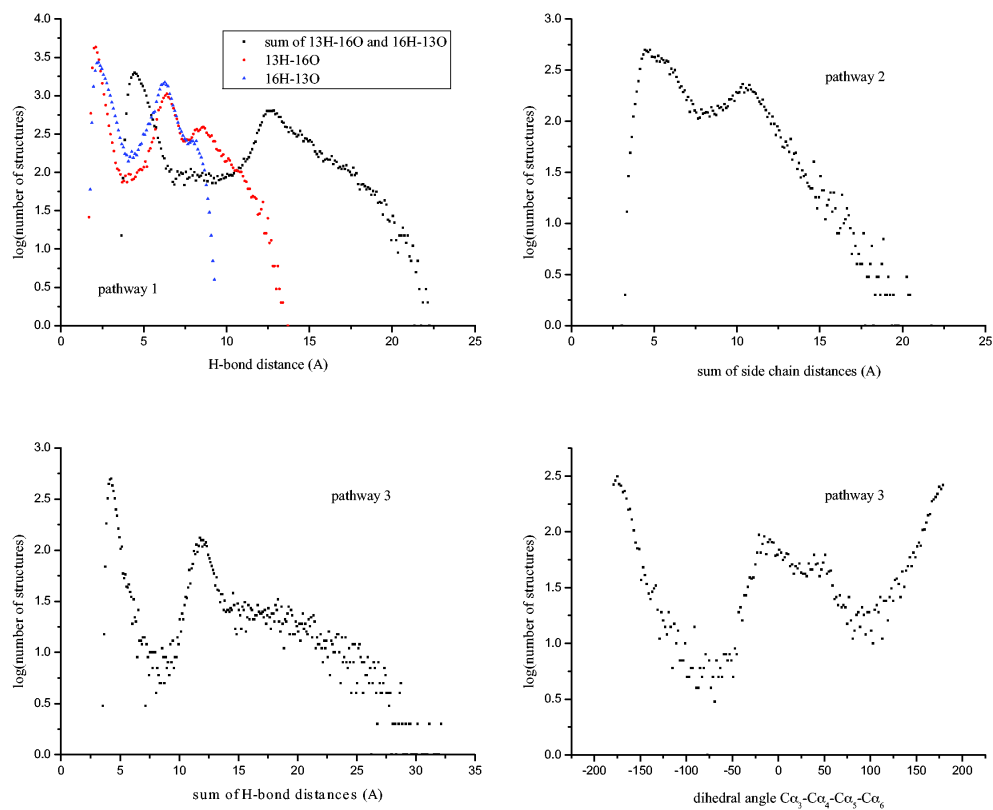 sum of 13H-16O and 16H-13O
13H-16O
16H-13O
log(number of structures)
4.0
3.5
3.0
2.5
2.0
1.5
1.0
0.5
0.0
pathway 1
0 5 10 15 20 25
H-bond distance (A)
log(number of structures)
3.0
2.5
2.0
1.5
1.0
0.5
0.0
pathway 2
0 5 10 15 20 25
sum of side chain distances (A)
log(number of structures)
3.0
2.5
2.0
1.5
1.0
0.5
0.0
pathway 3
0 5 10 15 20 25 30 35
sum of H-bond distances (A)
log(number of structures)
2.5
2.0
1.5
1.0
0.5
0.0
pathway 3
-200 -150 -100 -50 0 50 100 150 200
dihedral angle Cα₃-Cα₄-Cα₅-Cα₆